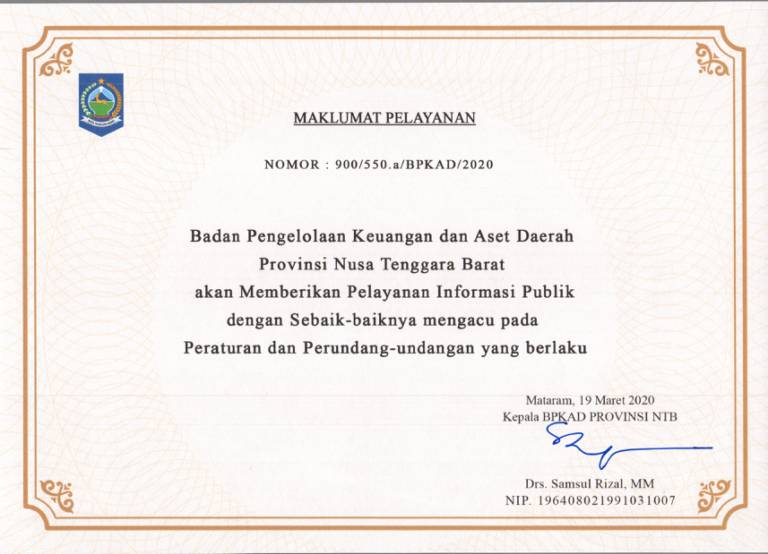 MAKLUMAT PELAYANAN
NOMOR : 900/550.a/BPKAD/2020
Badan Pengelolaan Keuangan dan Aset Daerah
Provinsi Nusa Tenggara Barat
akan Memberikan Pelayanan Informasi Publik
dengan Sebaik-baiknya mengacu pada
Peraturan dan Perundang-undangan yang berlaku
Mataram, 19 Maret 2020
Kepala BPKAD PROVINSI NTB
Drs. Samsul Rizal, MM
NIP. 196408021991031007